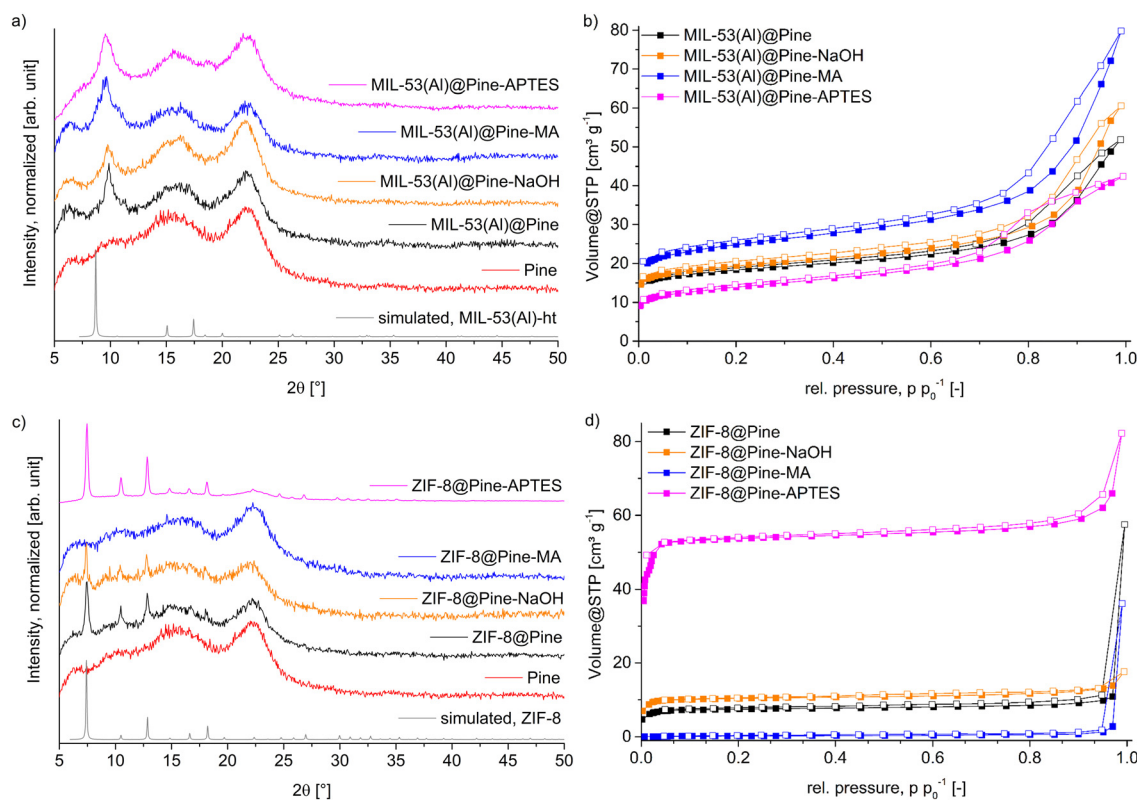 a)
Intensity, normalized [arb. unit]
MIL-53(Al)@Pine-APTES
MIL-53(Al)@Pine-MA
MIL-53(Al)@Pine-NaOH
MIL-53(Al)@Pine
Pine
simulated, MIL-53(Al)-ht
5 10 15 20 25 30 35 40 45 50
2θ [°]
b)
Volume@STP [cm³ g⁻¹]
80
70
60
50
40
30
20
10
0
MIL-53(Al)@Pine
MIL-53(Al)@Pine-NaOH
MIL-53(Al)@Pine-MA
MIL-53(Al)@Pine-APTES
0.0 0.2 0.4 0.6 0.8 1.0
rel. pressure, p p₀⁻¹ [-]
c)
Intensity, normalized [arb. unit]
ZIF-8@Pine-APTES
ZIF-8@Pine-MA
ZIF-8@Pine-NaOH
ZIF-8@Pine
Pine
simulated, ZIF-8
5 10 15 20 25 30 35 40 45 50
2θ [°]
d)
Volume@STP [cm³ g⁻¹]
80
60
40
20
0
ZIF-8@Pine
ZIF-8@Pine-NaOH
ZIF-8@Pine-MA
ZIF-8@Pine-APTES
0.0 0.2 0.4 0.6 0.8 1.0
rel. pressure, p p₀⁻¹ [-]